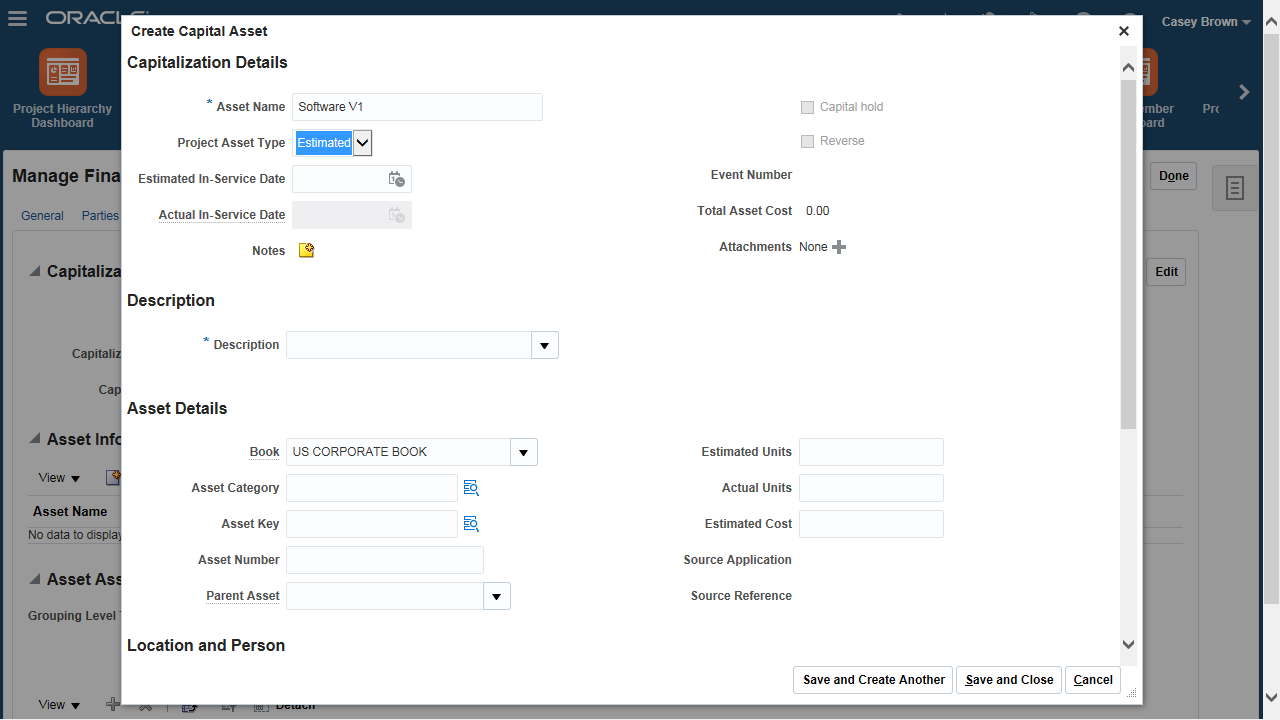 ORACLE
Casey Brown
Project Hierarchy
Dashboard
Create Capital Asset
Capitalization Details
* Asset Name Software V1
Capital hold
Project Asset Type Estimated
Reverse
Estimated In-Service Date
Event Number
Actual In-Service Date
Total Asset Cost 0.00
Notes
Attachments None
Description
* Description
Asset Details
Book US CORPORATE BOOK
Estimated Units
Asset Category
Actual Units
Asset Key
Estimated Cost
Asset Number
Source Application
Parent Asset
Source Reference
Location and Person
Save and Create Another Save and Close Cancel
Manage Fina
Done
General Parties
Capitaliza
Edit
Capitaliz
Cap
Asset Info
View
Asset Name
No data to display
Asset Ass
Grouping Level
View
Detach